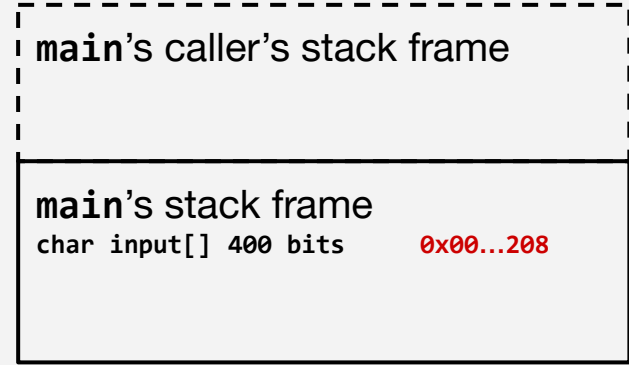 main’s caller’s stack frame
main’s stack frame
char input[] 400 bits 0x00...208